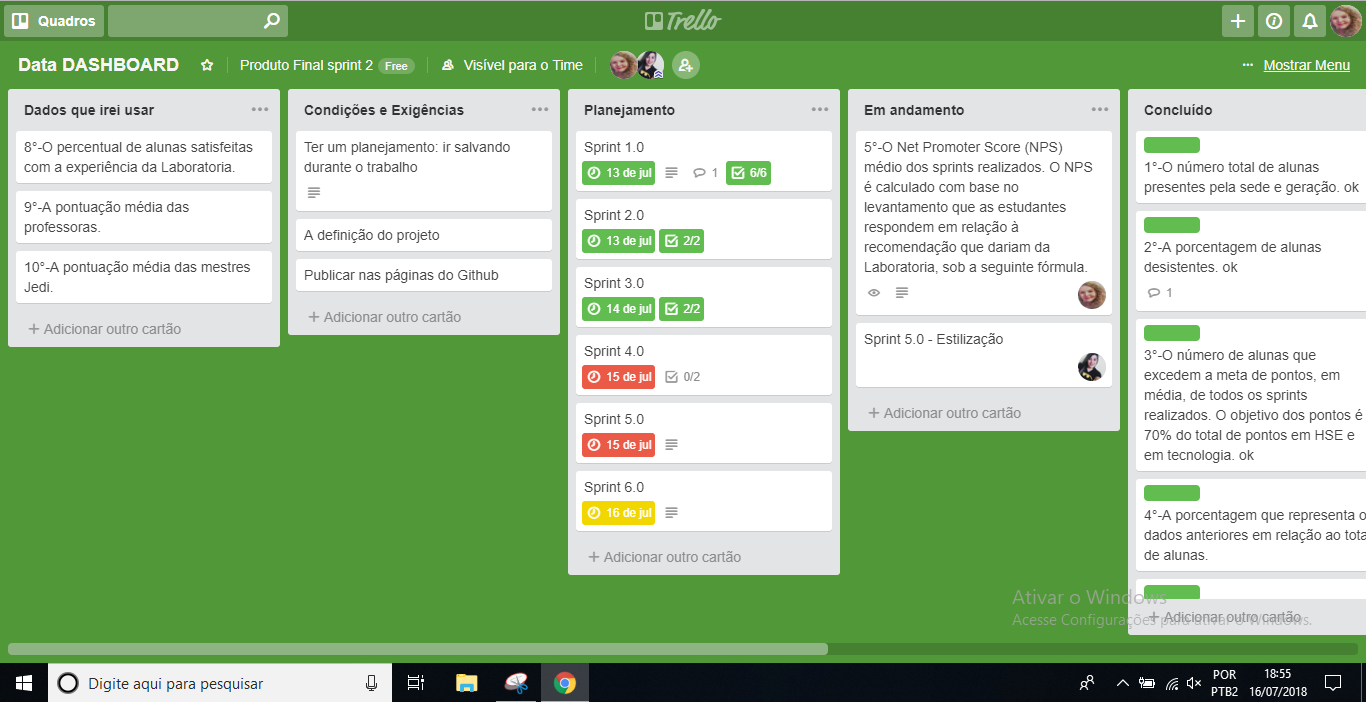 Quadros
Trello
Data DASHBOARD
Produto Final sprint 2 Free
Visível para o Time
Mostrar Menu
Dados que irei usar
8°-O percentual de alunas satisfeitas
com a experiência da Laboratoria.
9°-A pontuação média das
professoras.
10°-A pontuação média das mestres
Jedi.
+ Adicionar outro cartão
Condições e Exigências
Ter um planejamento: ir salvando
durante o trabalho
A definição do projeto
Publicar nas páginas do Github
+ Adicionar outro cartão
Planejamento
Sprint 1.0
13 de jul 1 6/6
Sprint 2.0
13 de jul 2/2
Sprint 3.0
14 de jul 2/2
Sprint 4.0
15 de jul 0/2
Sprint 5.0
15 de jul
Sprint 6.0
16 de jul
+ Adicionar outro cartão
Em andamento
5°-O Net Promoter Score (NPS)
médio dos sprints realizados. O NPS
é calculado com base no
levantamento que as estudantes
respondem em relação à
recomendação que dariam da
Laboratoria, sob a seguinte fórmula.
Sprint 5.0 - Estilização
+ Adicionar outro cartão
Concluído
1°-O número total de alunas
presentes pela sede e geração. ok
2°-A porcentagem de alunas
desistentes. ok
1
3°-O número de alunas que
excedem a meta de pontos, em
média, de todos os sprints
realizados. O objetivo dos pontos é
70% do total de pontos em HSE e
em tecnologia. ok
4°-A porcentagem que representa o
dados anteriores em relação ao tota
de alunas.
+ Adicionar outro cartão
Ativar o Windows
Acesse Configurações para ativar o Windows.
Digite aqui para pesquisar
POR
PTB2
18:55
16/07/2018